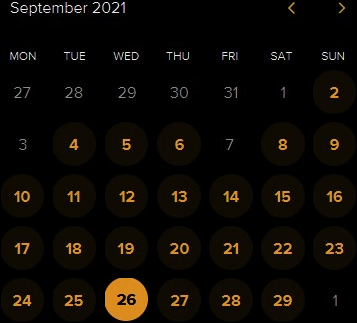 September 2021
MON TUE WED THU FRI SAT SUN
27 28 29 30 31 1 2
3 4 5 6 7 8 9
10 11 12 13 14 15 16
17 18 19 20 21 22 23
24 25 26 27 28 29 1